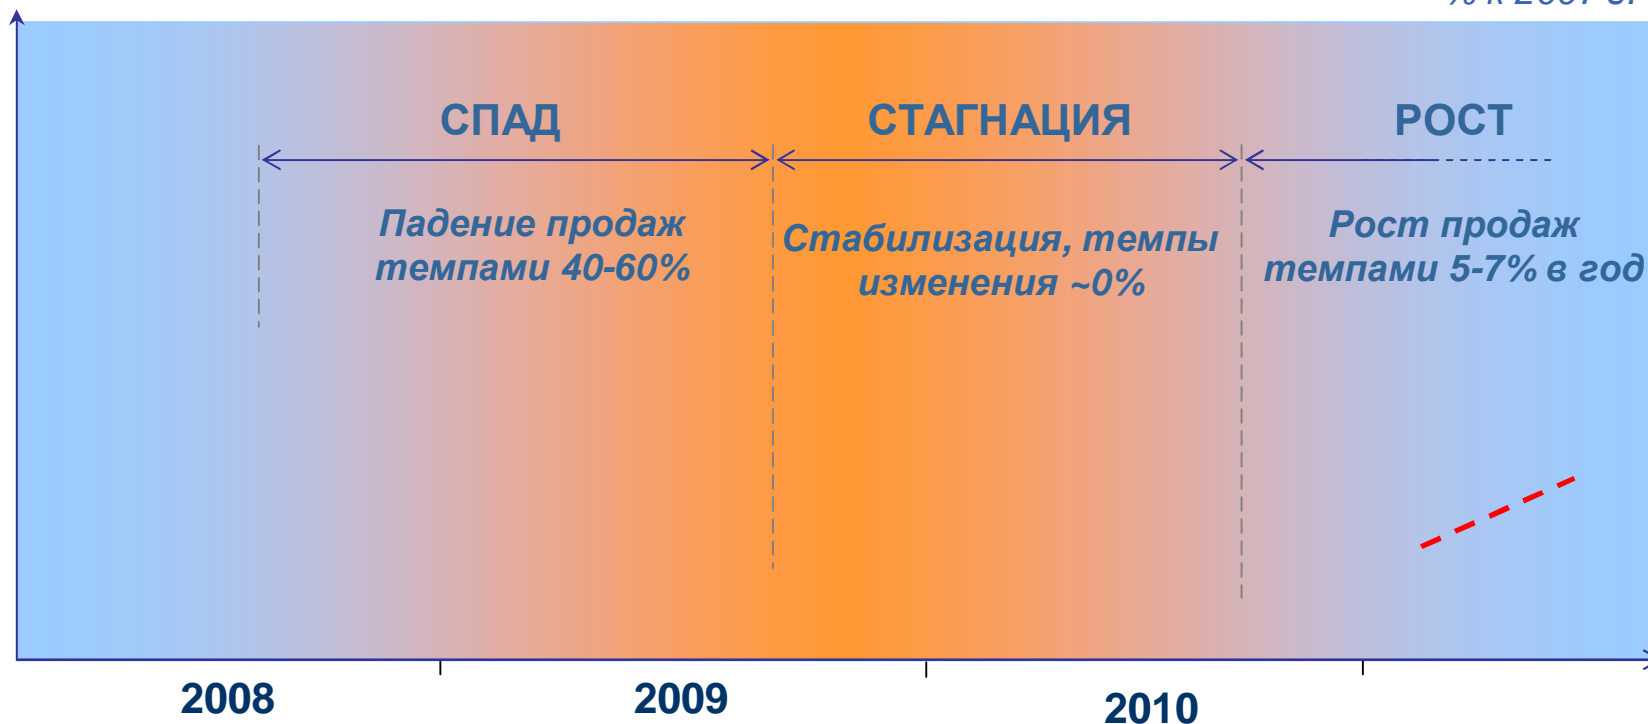 СПАД
СТАГНАЦИЯ
РОСТ
Падение продаж
темпами 40-60%
Стабилизация, темпы
изменения ~0%
Рост продаж
темпами 5-7% в год
2008
2009
2010